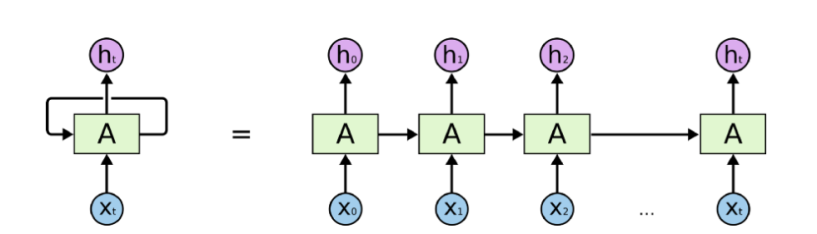 hₜ h₀ h₁ h₂ hₜ
A = A A A A
xₜ x₀ x₁ x₂ ... xₜ